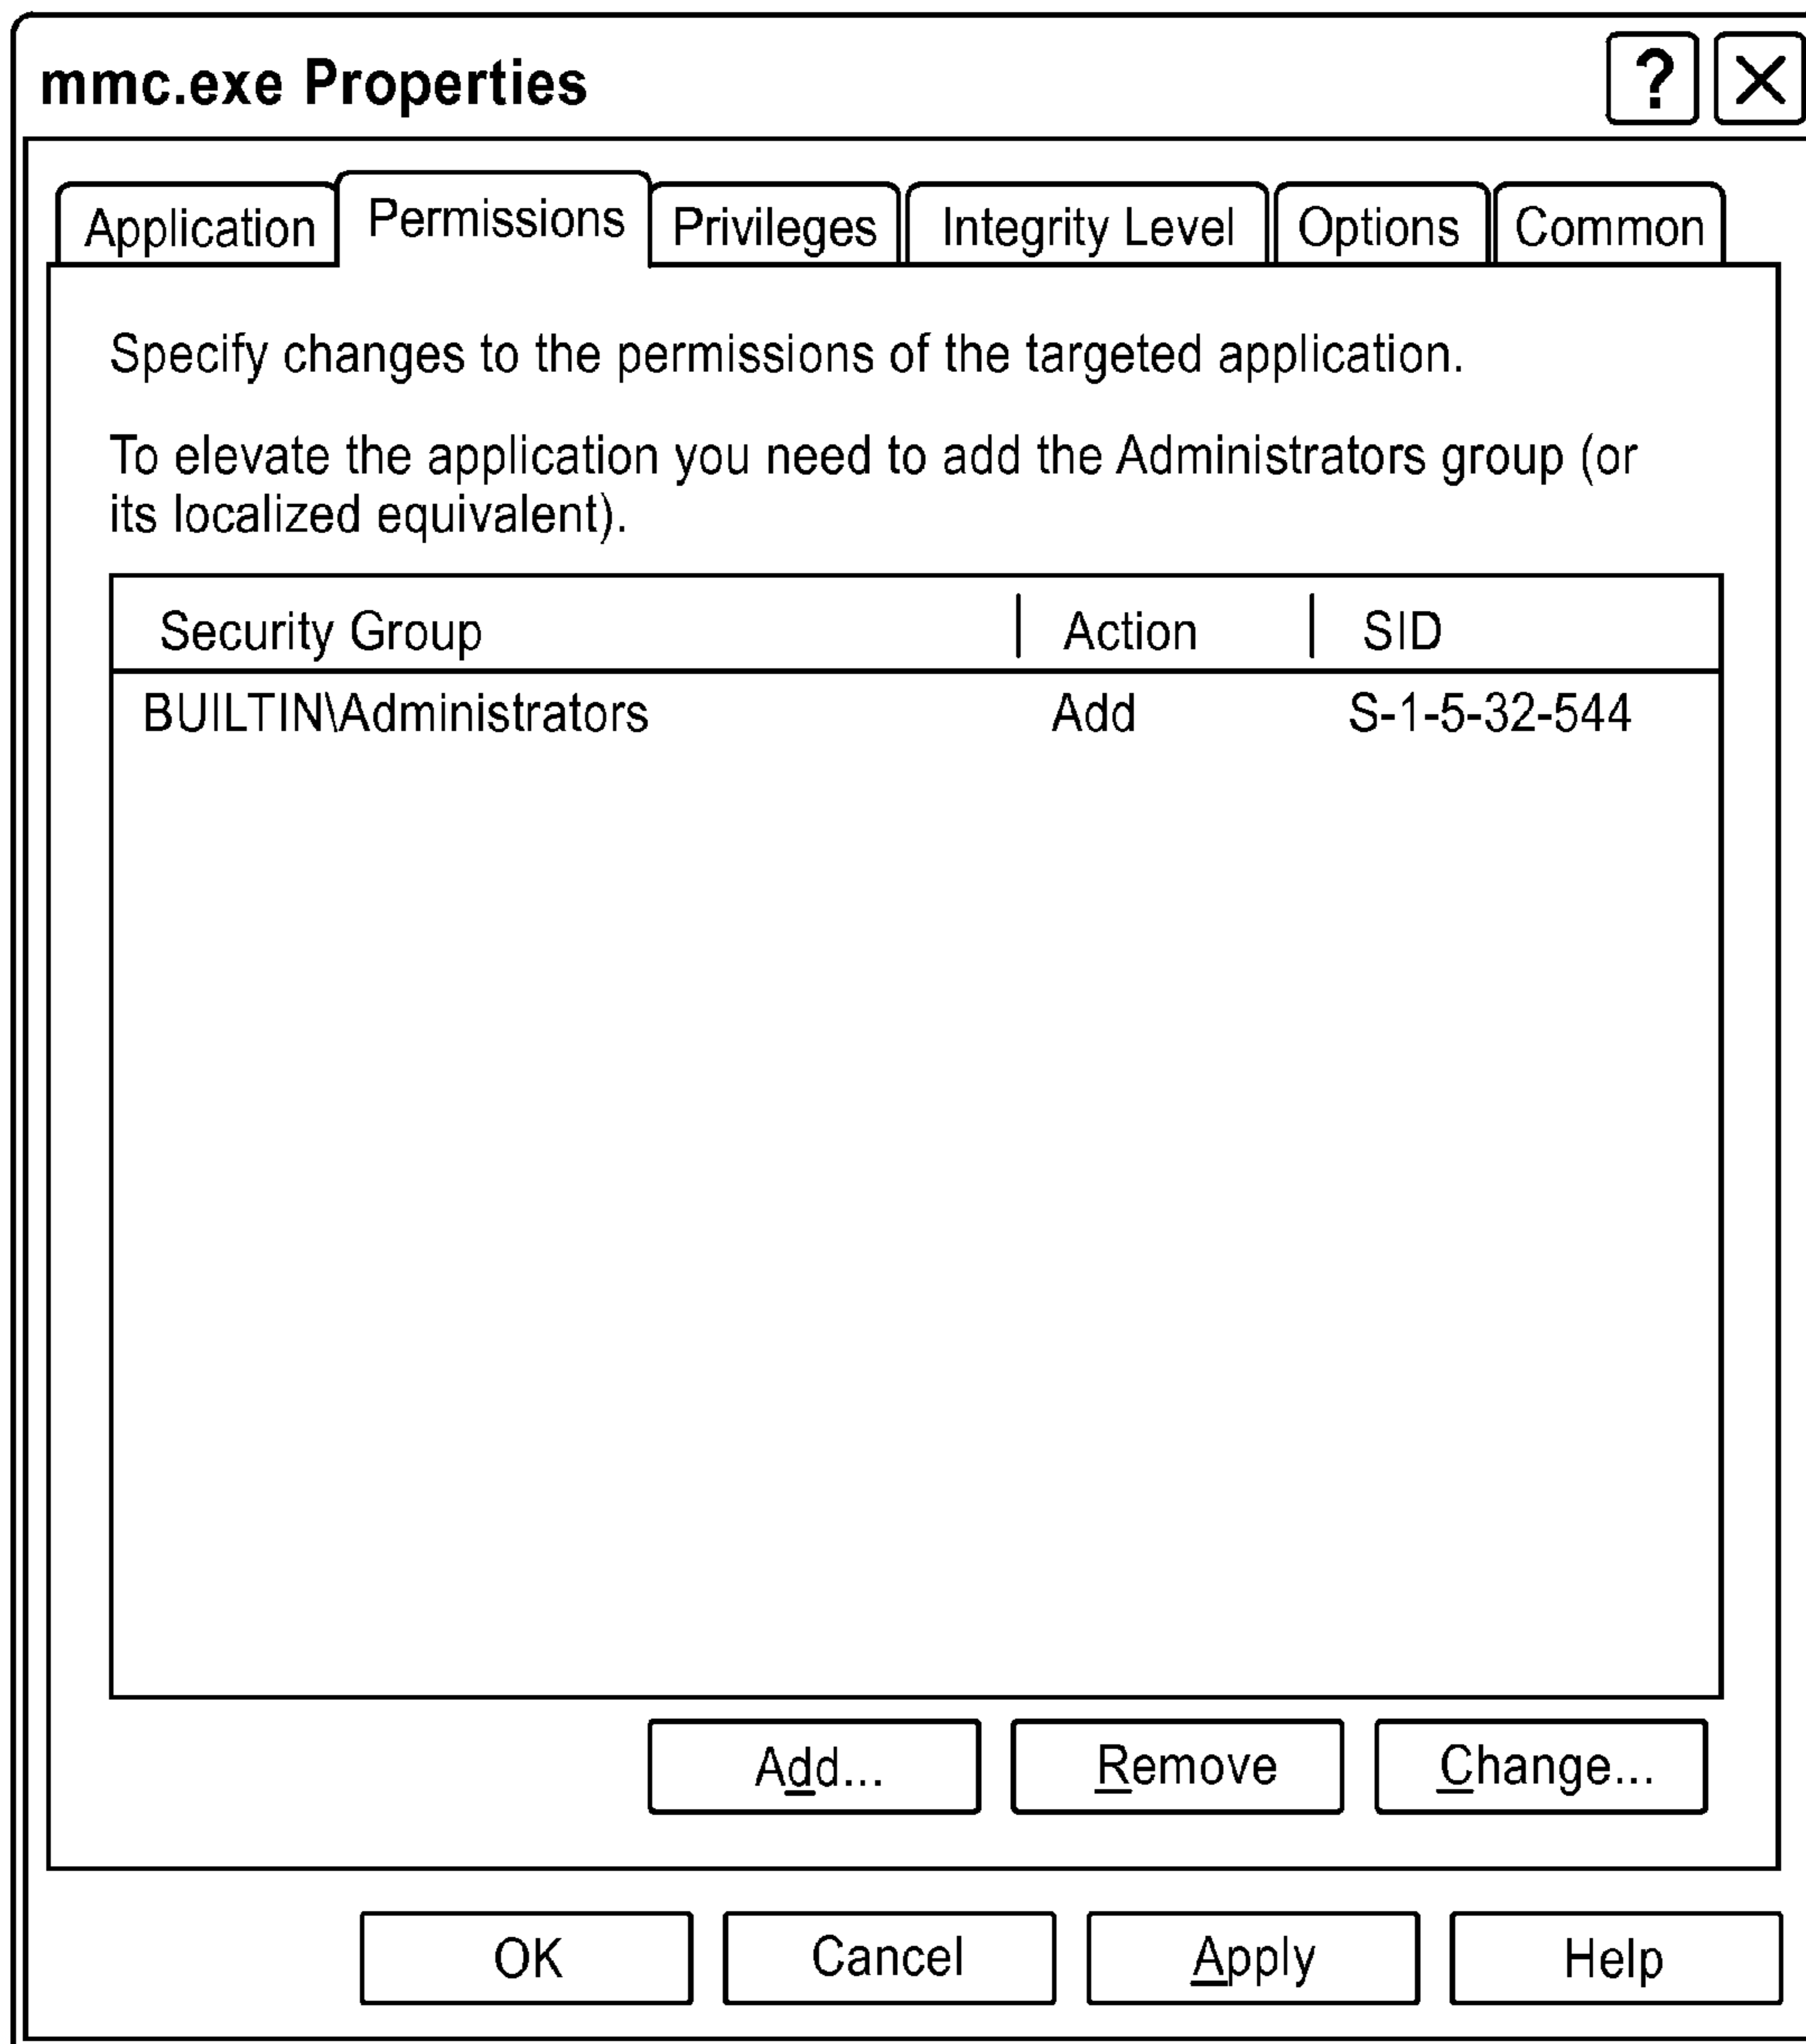 mmc.exe Properties ?
Application Permissions Privileges Integrity Level Options Common
Specify changes to the permissions of the targeted application.
To elevate the application you need to add the Administrators group (or
its localized equivalent).
Security Group Action SID
BUILTIN\Administrators Add S-1-5-32-544
Add... Remove Change...
OK Cancel Apply Help